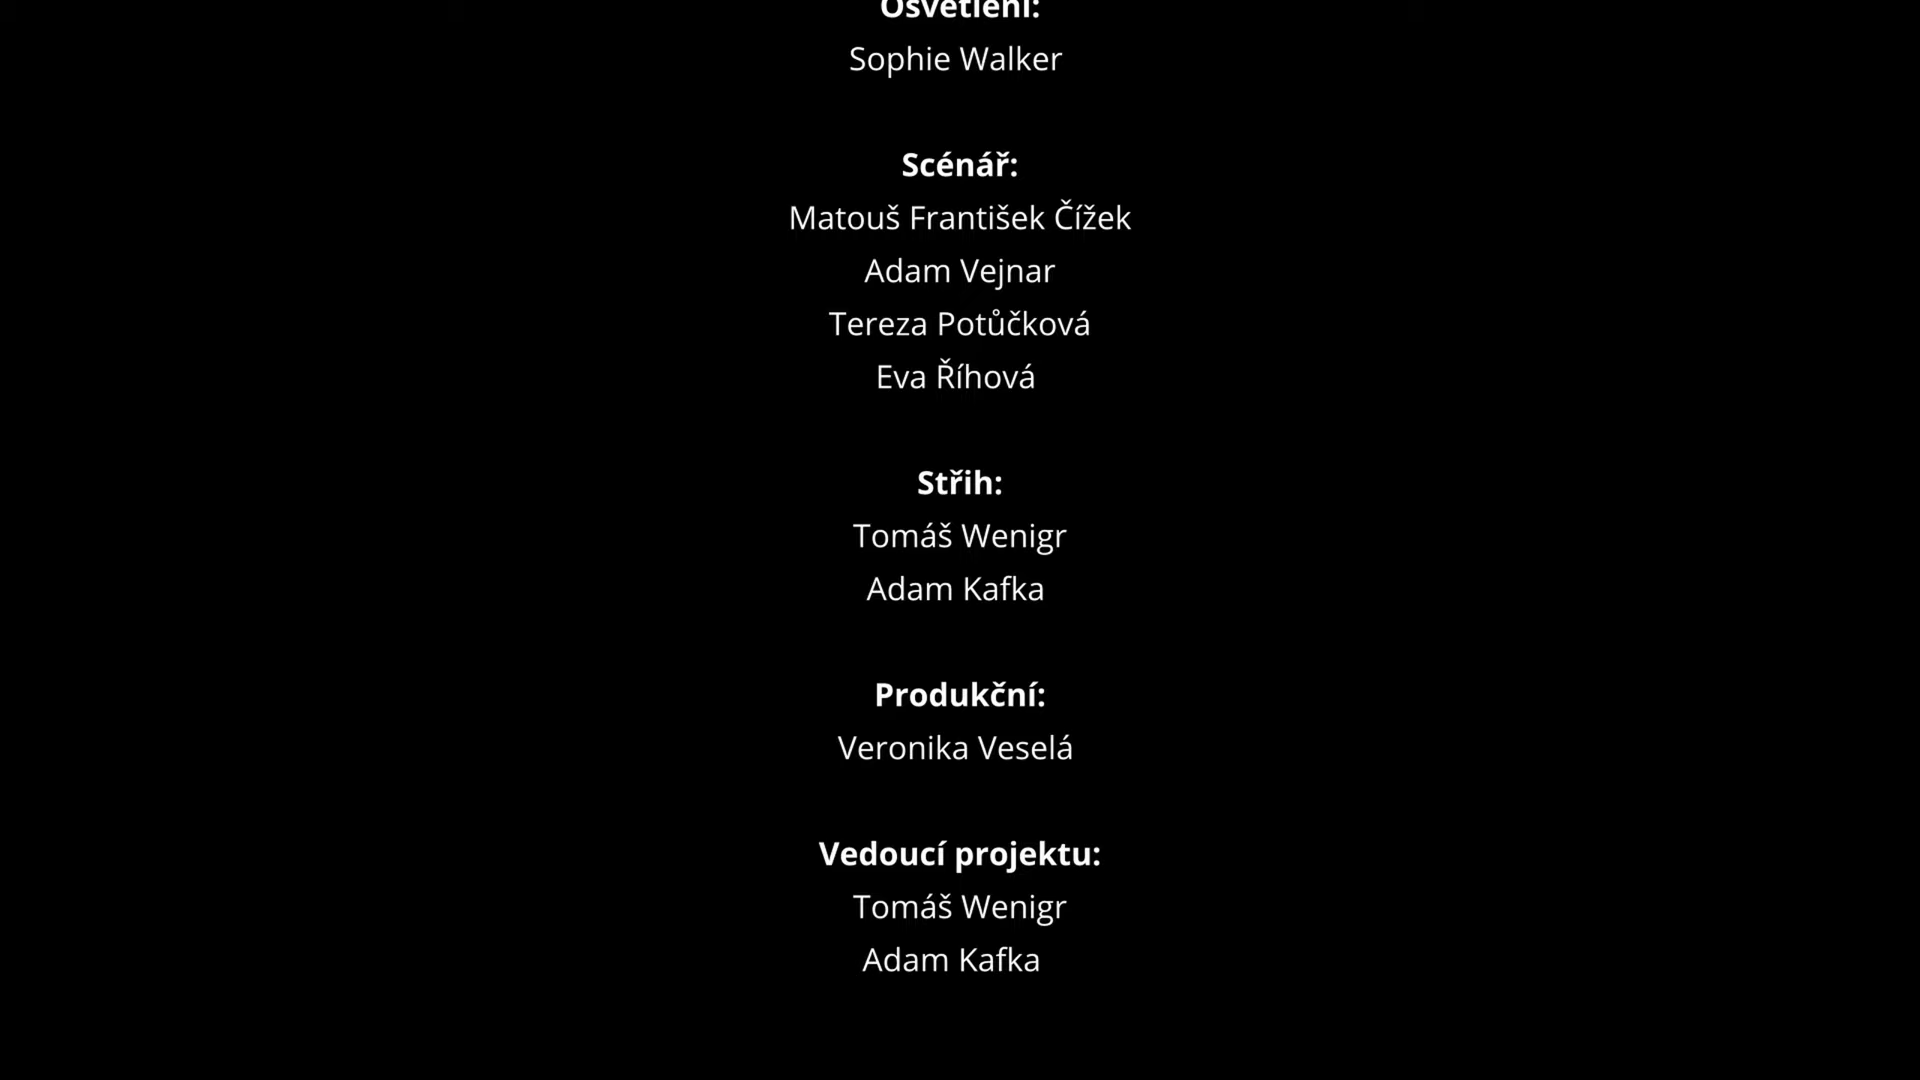 Osvětlení:
Sophie Walker
Scénář:
Matouš František Čížek
Adam Vejnar
Tereza Potůčková
Eva Říhová
Střih:
Tomáš Wenigr
Adam Kafka
Produkční:
Veronika Veselá
Vedoucí projektu:
Tomáš Wenigr
Adam Kafka